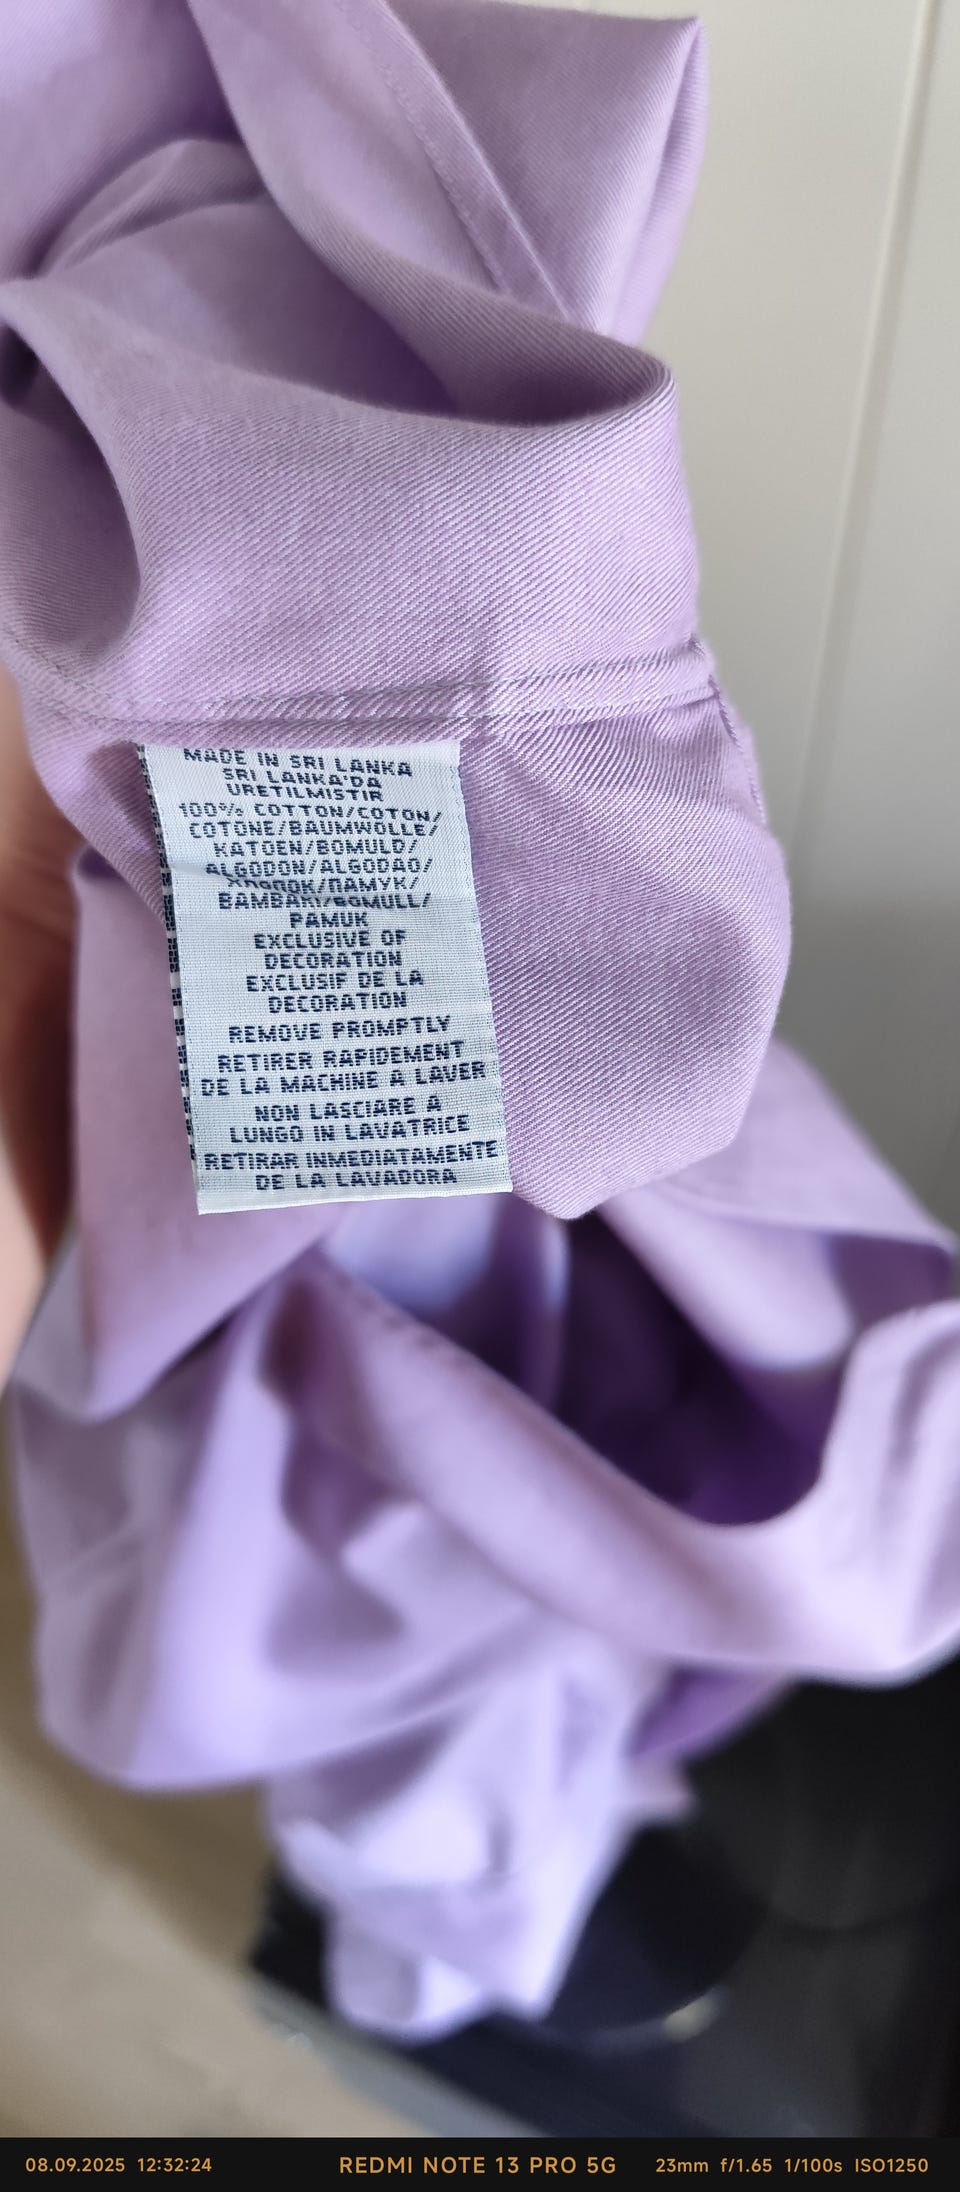 MADE IN SRI LANKA
SRI LANKA'DA
URETILMISTIR
100% COTTON/COTON/
COTONE/BAUMWOLLE/
KATOEN/BOMULD/
ALGODON/ALGODAO/
ХЛОПОК/ПАМУК/
BAMBAKI/BOMULL/
PAMUK
EXCLUSIVE OF
DECORATION
EXCLUSIF DE LA
DECORATION
REMOVE PROMPTLY
RETIRER RAPIDEMENT
DE LA MACHINE A LAVER
NON LASCIARE A
LUNGO IN LAVATRICE
RETIRAR INMEDIATAMENTE
DE LA LAVADORA
08.09.2025 12:32:24 REDMI NOTE 13 PRO 5G 23mm f/1.65 1/100s ISO1250